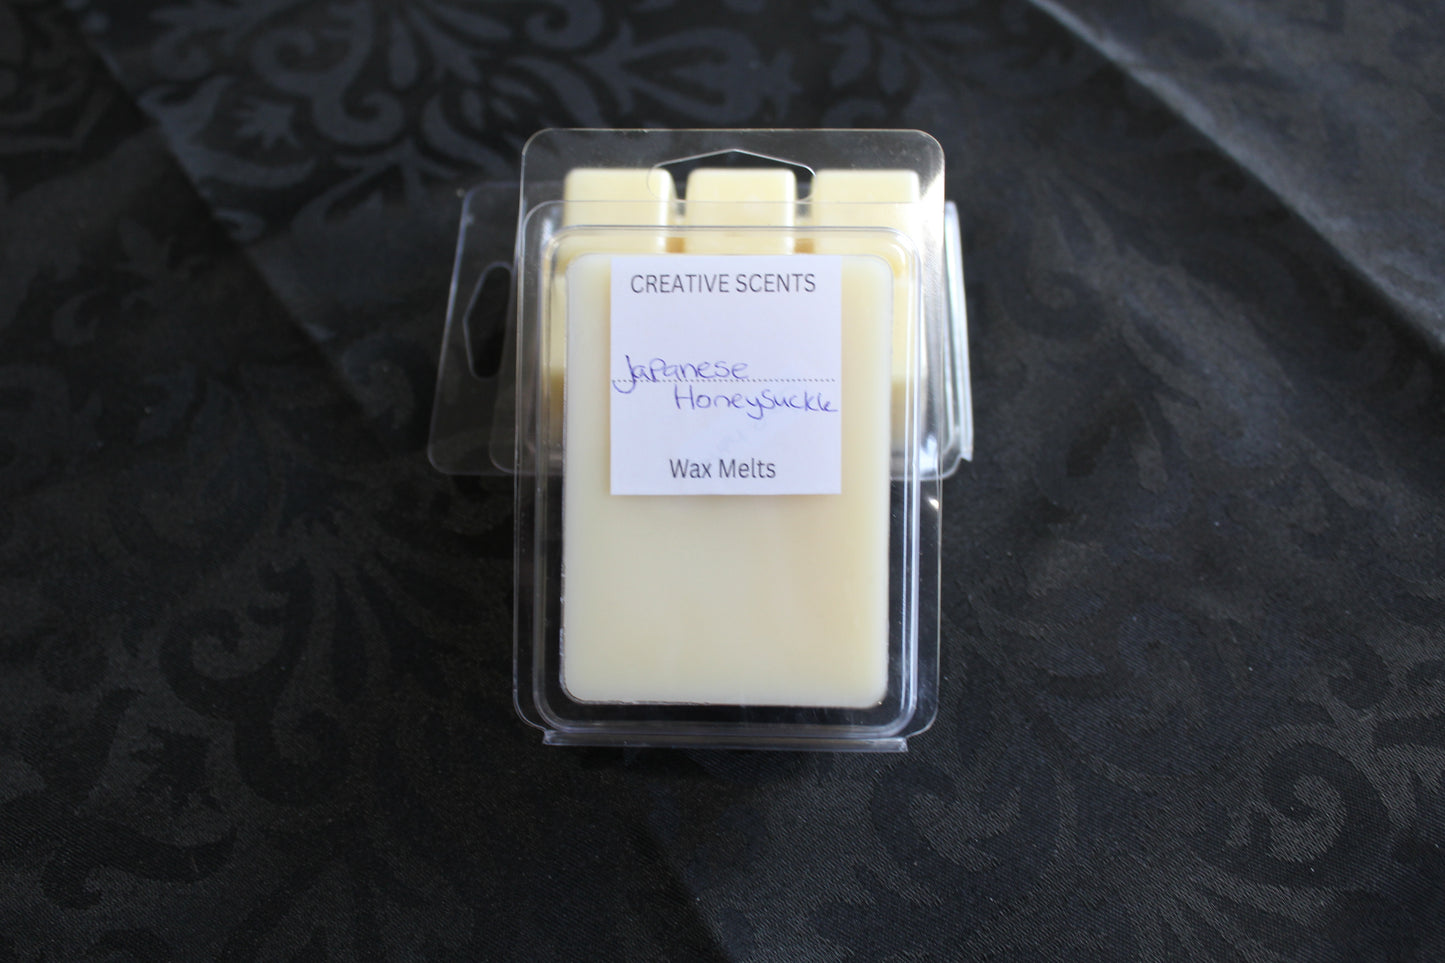 CREATIVE SCENTS
Japanese
Honeysuckle
Wax Melts